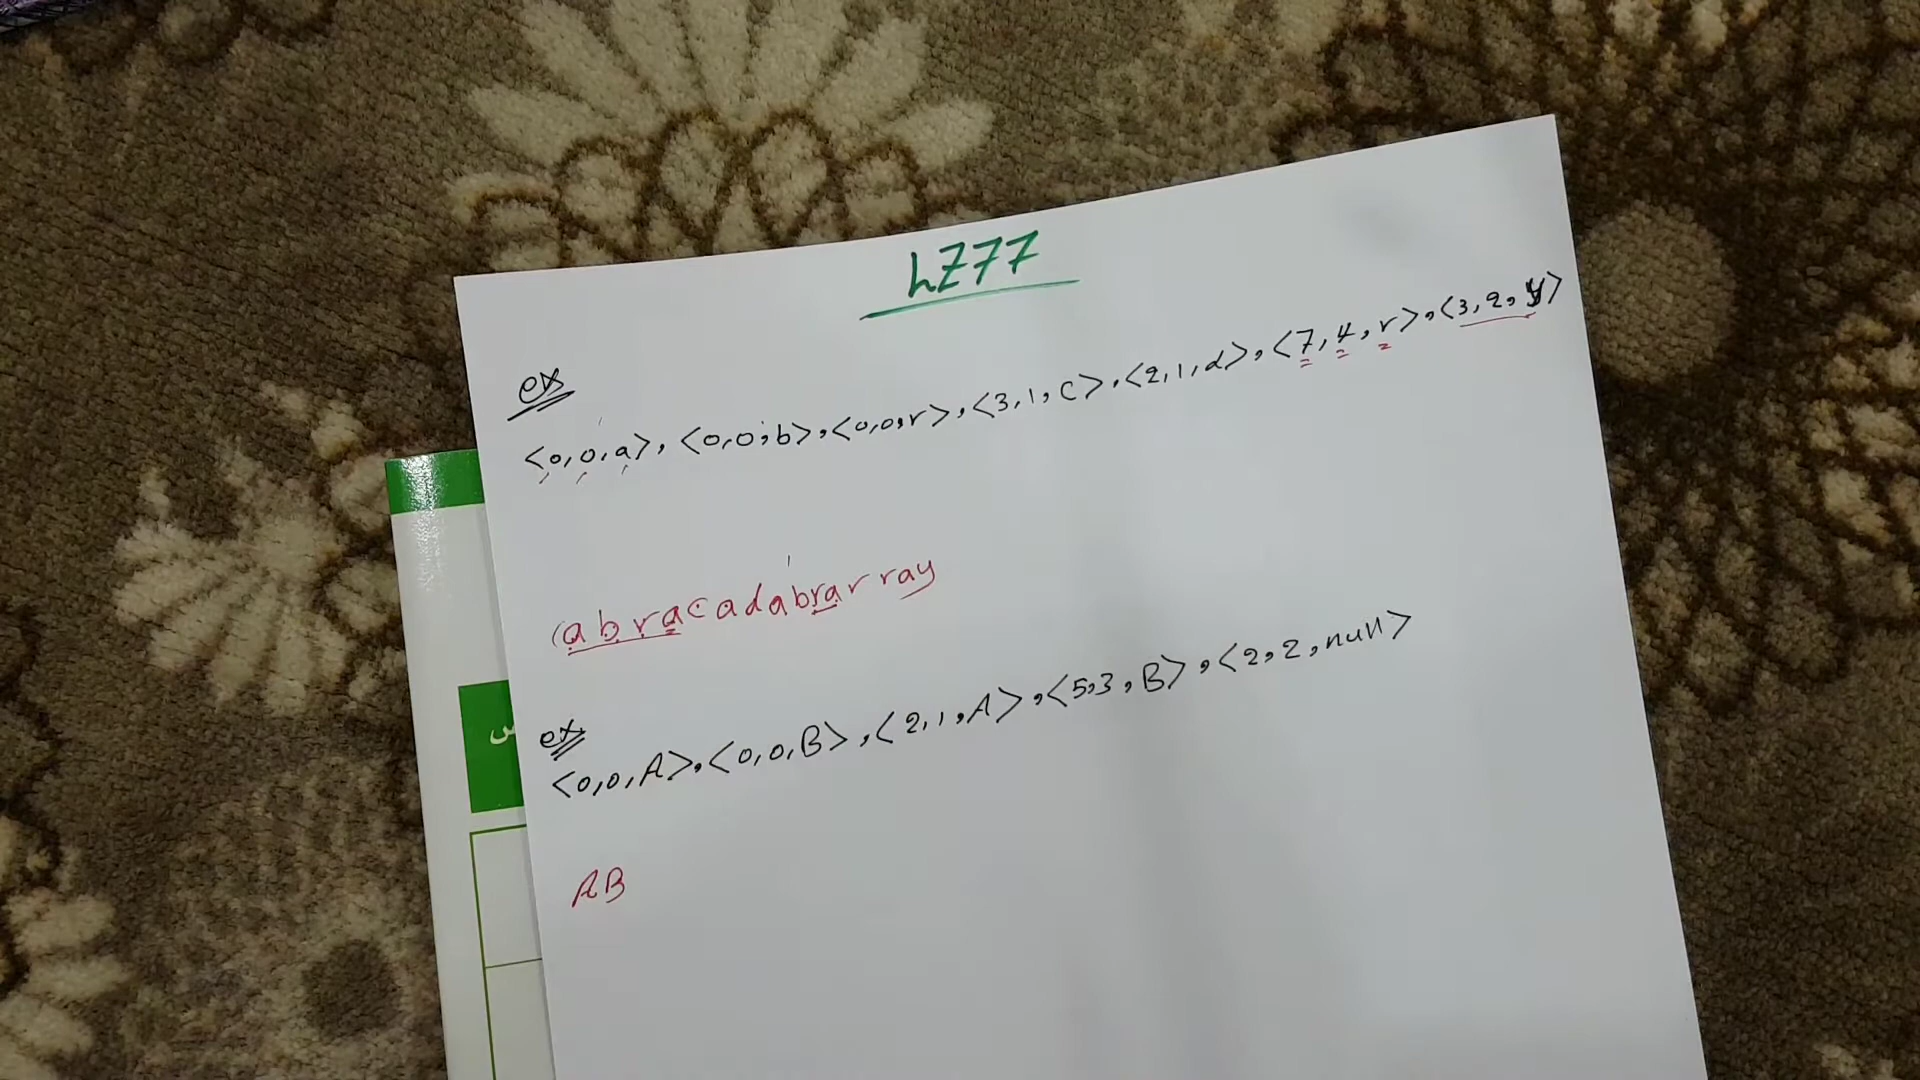 LZ77
ex
<0,0,a>, <0,0,b>,<0,0,r>,<3,1,C>,<2,1,d>,<7,4,r>,<3,2,y>
abracadabrarray
ex
<0,0,A>,<0,0,B>,<2,1,A>,<5,3,B>,<2,2,null>
AB